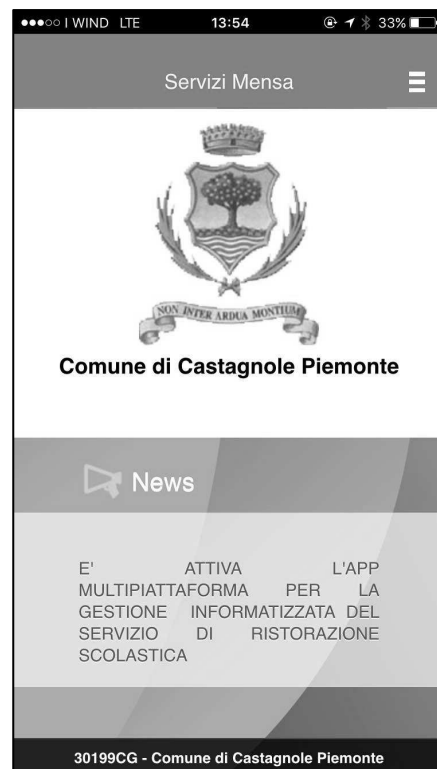 I WIND LTE 13:54 33%
Servizi Mensa
NON INTER ARDUA MONTIUM
Comune di Castagnole Piemonte
News
E' ATTIVA L'APP
MULTIPIATTAFORMA PER LA
GESTIONE INFORMATIZZATA DEL
SERVIZIO DI RISTORAZIONE
SCOLASTICA
30199CG - Comune di Castagnole Piemonte